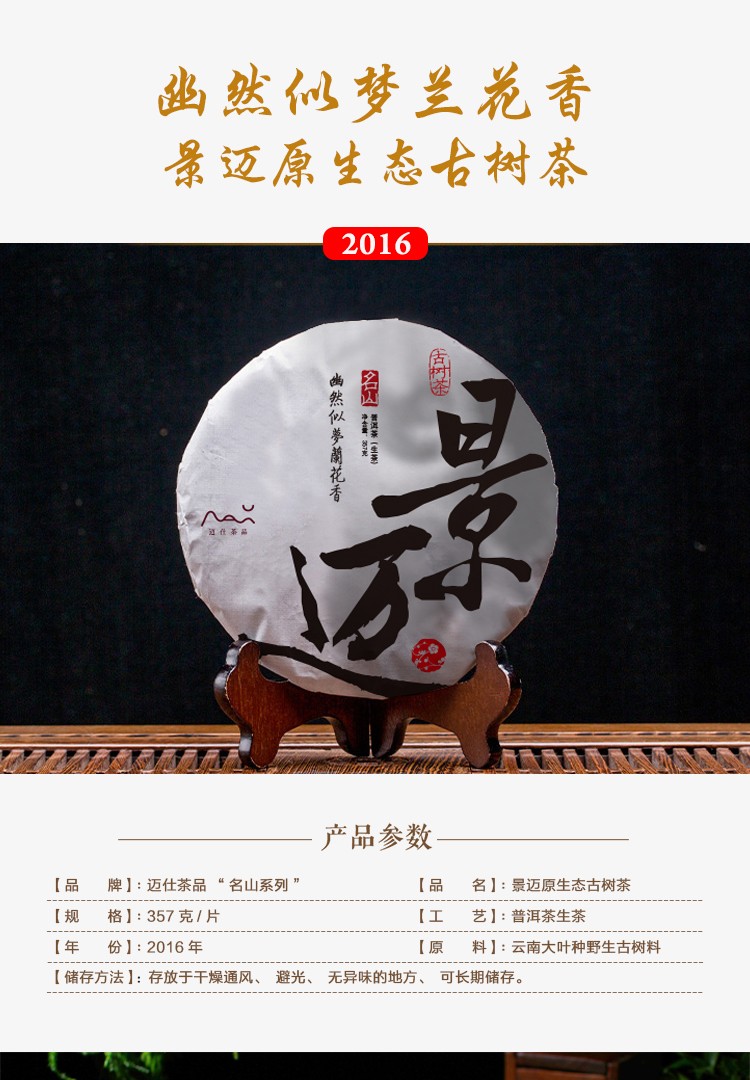 幽然似梦兰花香
景迈原生态古树茶
2016
古树茶
名山
幽然似夢蘭花香
普洱茶（生茶）
净含量：357克
景迈
迈仕茶品
产品参数
【品 牌】：迈仕茶品 “ 名山系列 ”
【品 名】：景迈原生态古树茶
【规 格】：357 克 / 片
【工 艺】：普洱茶生茶
【年 份】：2016 年
【原 料】：云南大叶种野生古树料
【储存方法】：存放于干燥通风、 避光、 无异味的地方、 可长期储存。